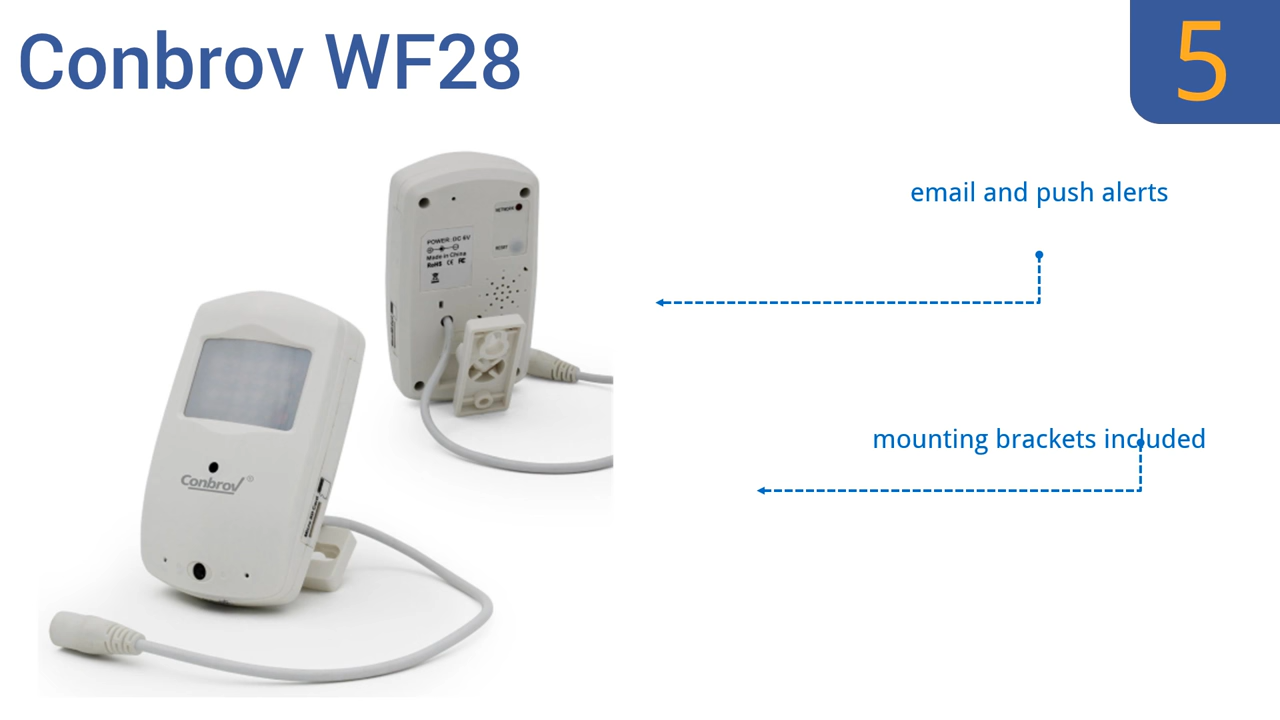 Conbrov WF28
5
email and push alerts
NETWORK
POWER: DC 6V
Made in China
RoHS CE FC
RESET
mounting brackets included
Conbrov®